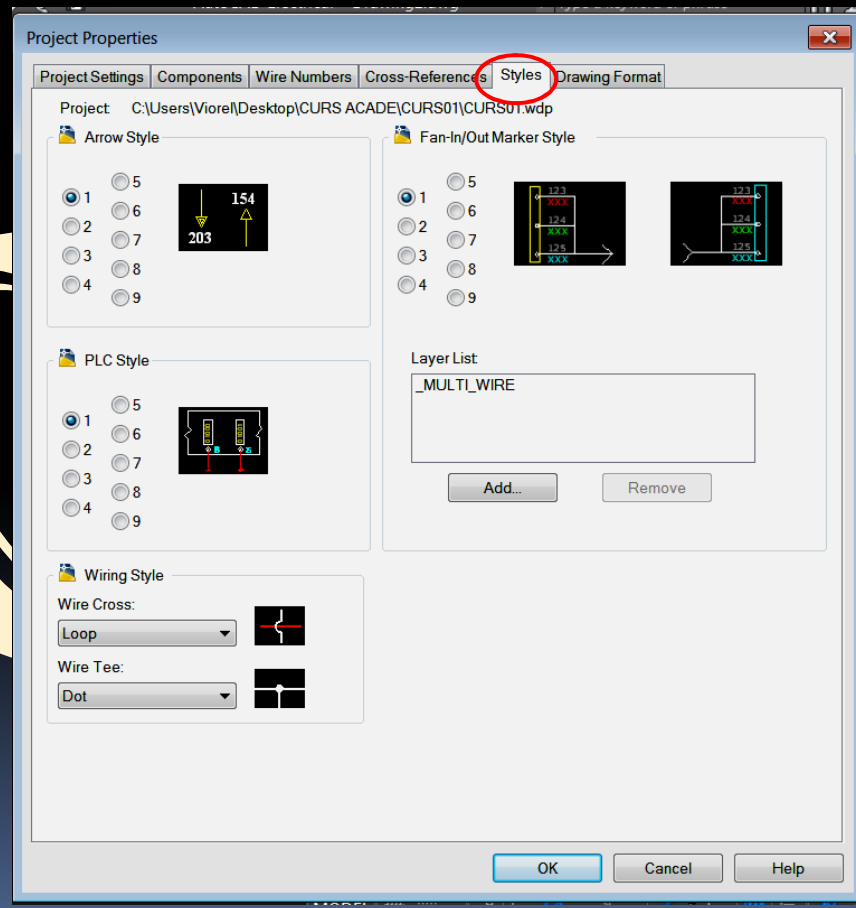 Project Properties
Project Settings Components Wire Numbers Cross-References Styles Drawing Format
Project: C:\Users\Viorel\Desktop\CURS ACADE\CURS01\CURS01.wdp
Arrow Style
1
2
3
4
5
6
7
8
9
203
154
Fan-In/Out Marker Style
1
2
3
4
5
6
7
8
9
123
XXX
124
XXX
125
XXX
123
XXX
124
XXX
125
XXX
PLC Style
1
2
3
4
5
6
7
8
9
Layer List:
_MULTI_WIRE
Add...
Remove
Wiring Style
Wire Cross:
Loop
Wire Tee:
Dot
OK Cancel Help